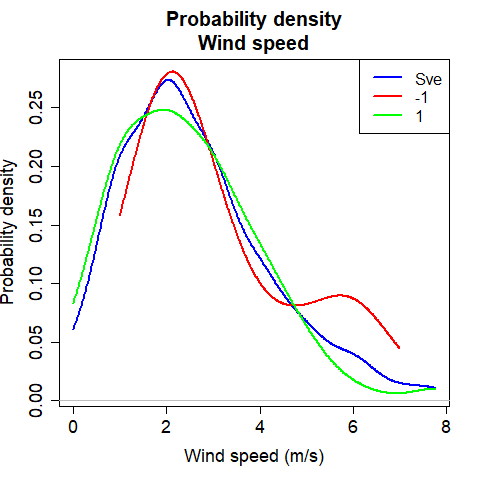 Probability density
Wind speed
Sve
-1
1
Probability density
0.25
0.20
0.15
0.10
0.05
0.00
0 2 4 6 8
Wind speed (m/s)